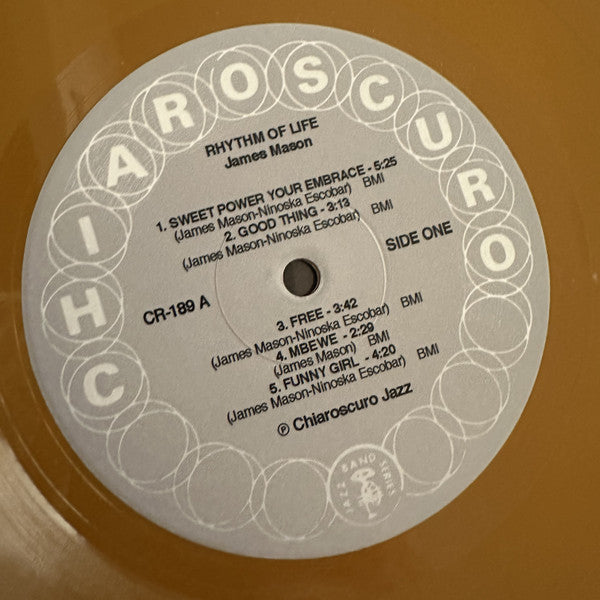 CHIAROSCURO
RHYTHM OF LIFE
James Mason
1. SWEET POWER YOUR EMBRACE - 5:25
(James Mason-Ninoska Escobar) BMI
2. GOOD THING - 3:13
(James Mason-Ninoska Escobar) BMI
SIDE ONE
CR-189 A
3. FREE - 3:42
(James Mason-Ninoska Escobar) BMI
4. MBEWE - 2:29
(James Mason) BMI
5. FUNNY GIRL - 4:20
(James Mason-Ninoska Escobar) BMI
℗ Chiaroscuro Jazz
JAZZ BAND SERIES